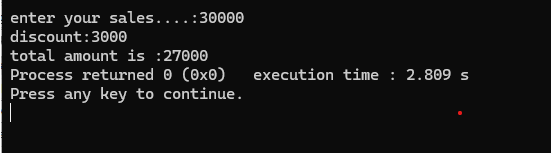 enter your sales....:30000
discount:3000
total amount is :27000
Process returned 0 (0x0)   execution time : 2.809 s
Press any key to continue.